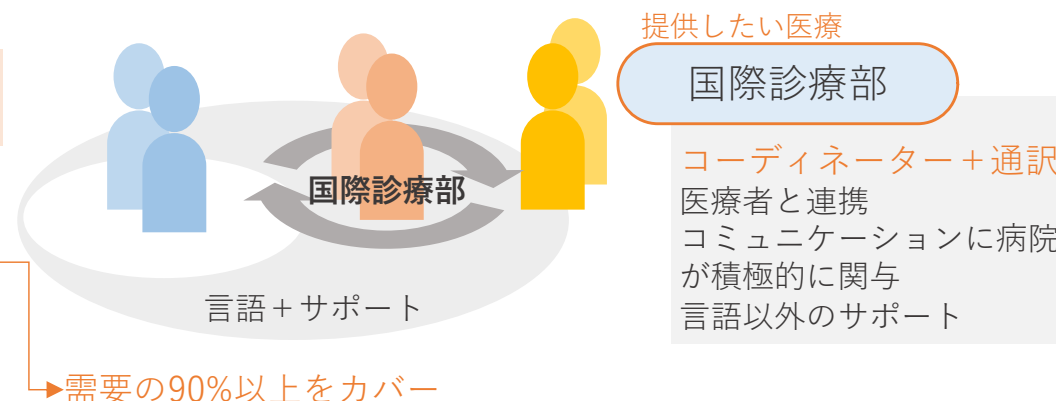 提供したい医療
国際診療部
国際診療部
コーディネーター＋通訳
医療者と連携
コミュニケーションに病院
が積極的に関与
言語以外のサポート
言語＋サポート
需要の90%以上をカバー